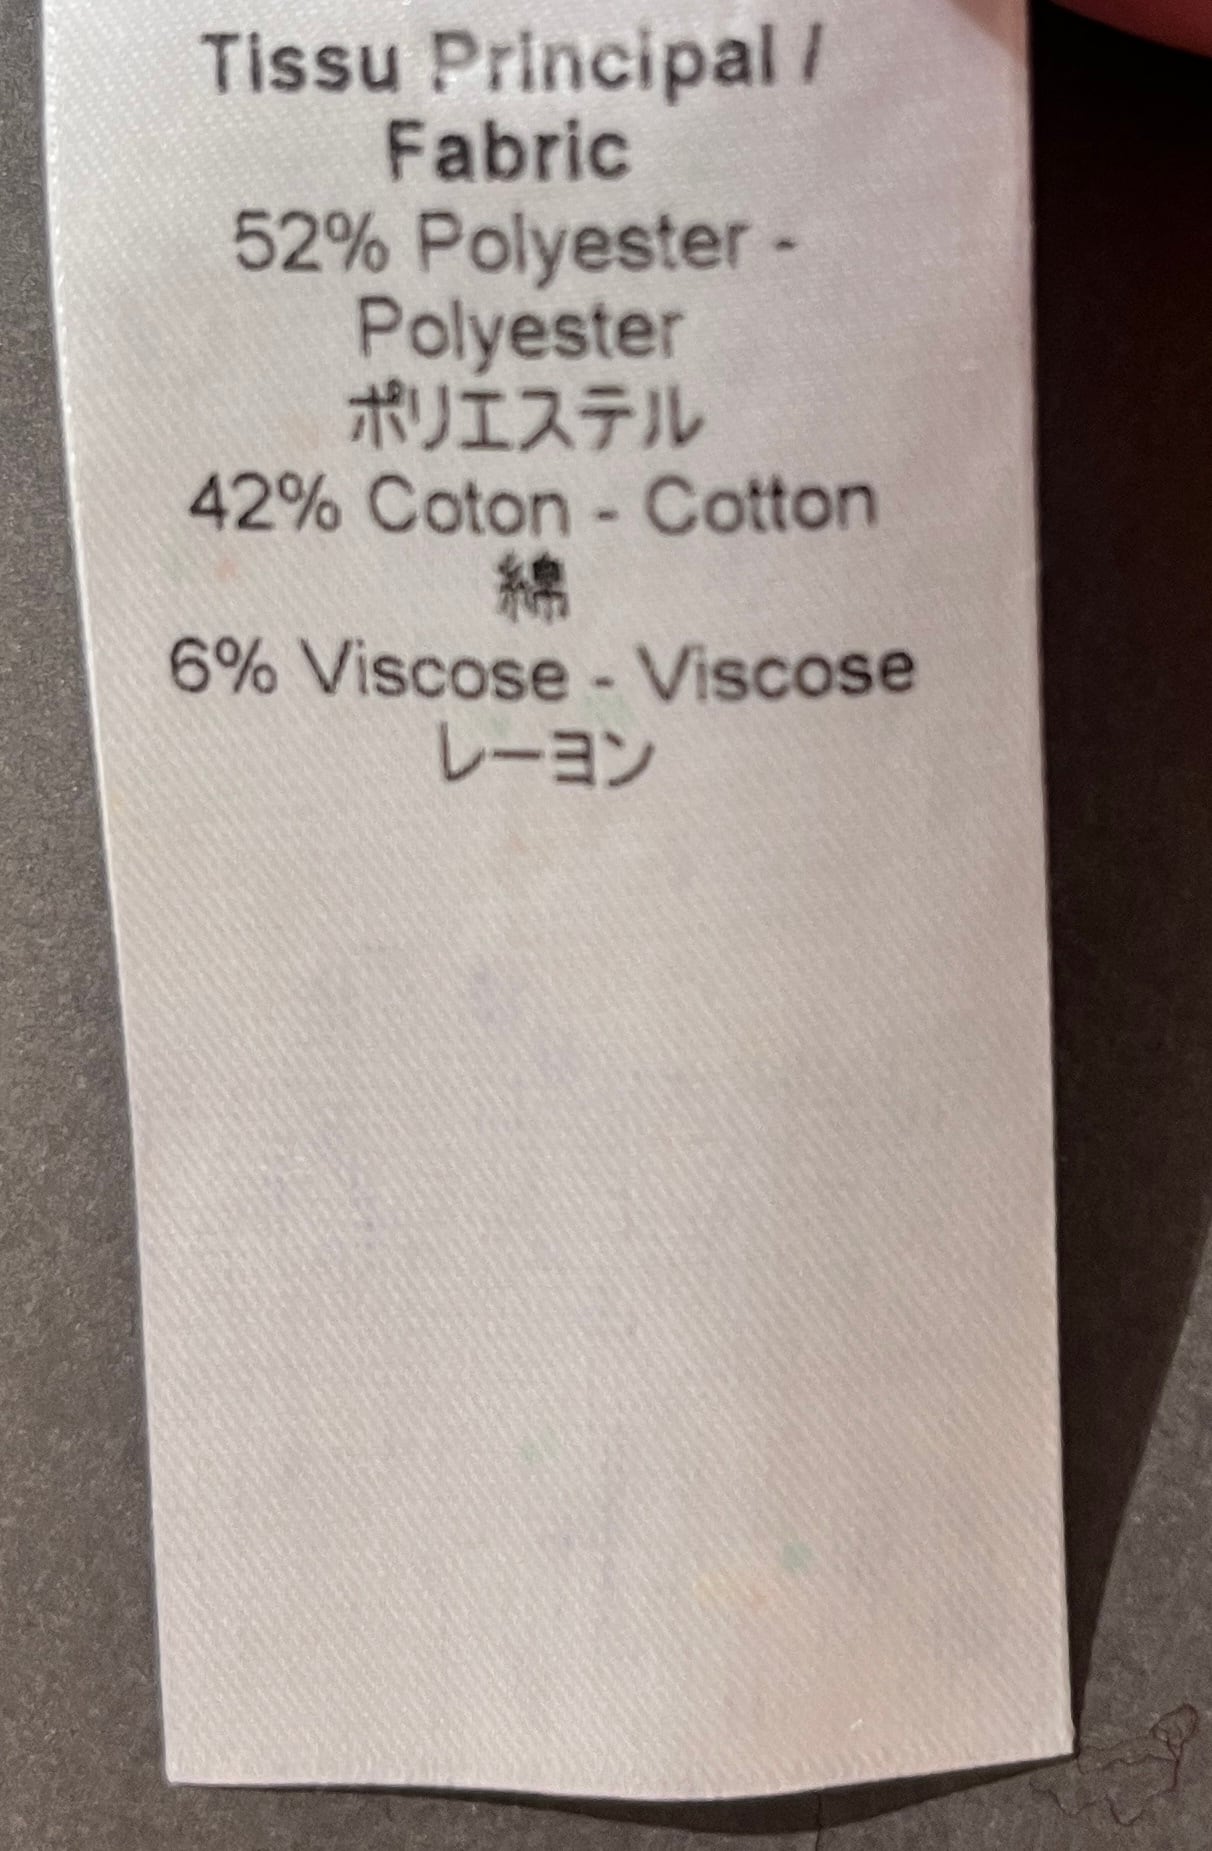 Tissu Principal /
Fabric
52% Polyester -
Polyester
ポリエステル
42% Coton - Cotton
綿
6% Viscose - Viscose
レーヨン